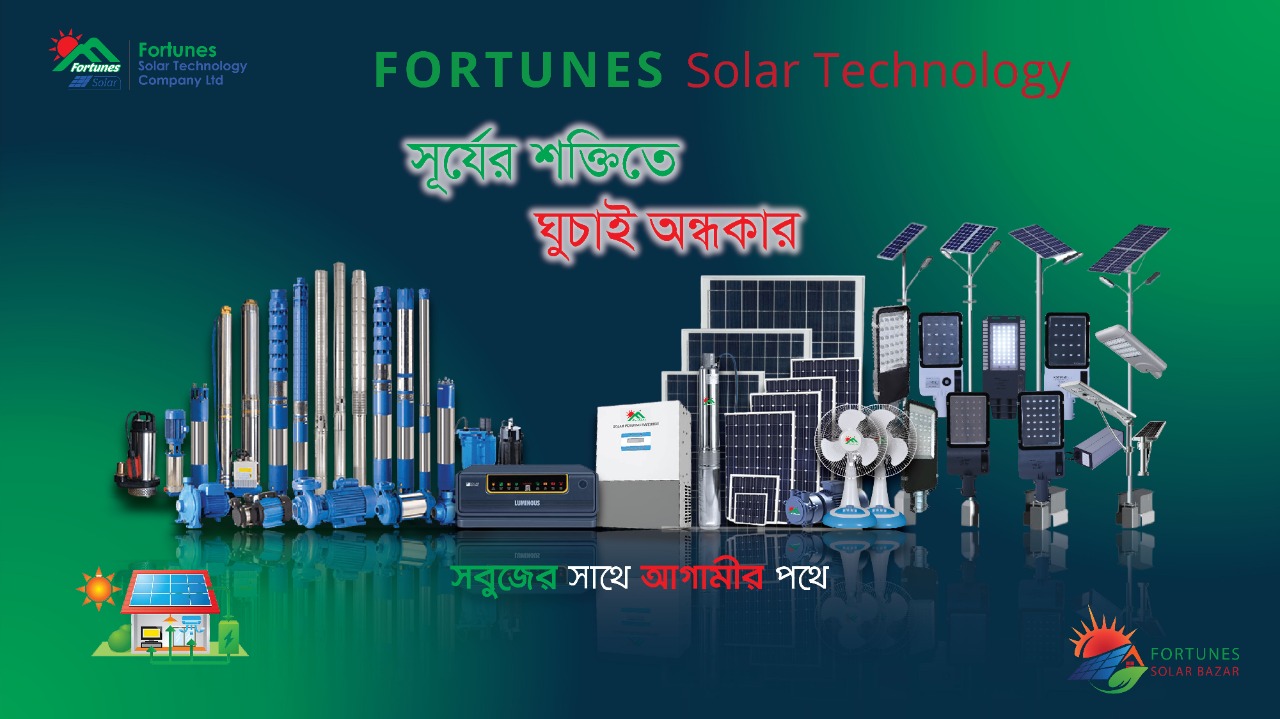 Fortunes
Solar Technology
Company Ltd
Fortunes
Solar
FORTUNES Solar Technology
সূর্যের শক্তিতে
ঘুচাই অন্ধকার
LUMINOUS
সবুজের সাথে আগামীর পথে
FORTUNES
SOLAR BAZAR